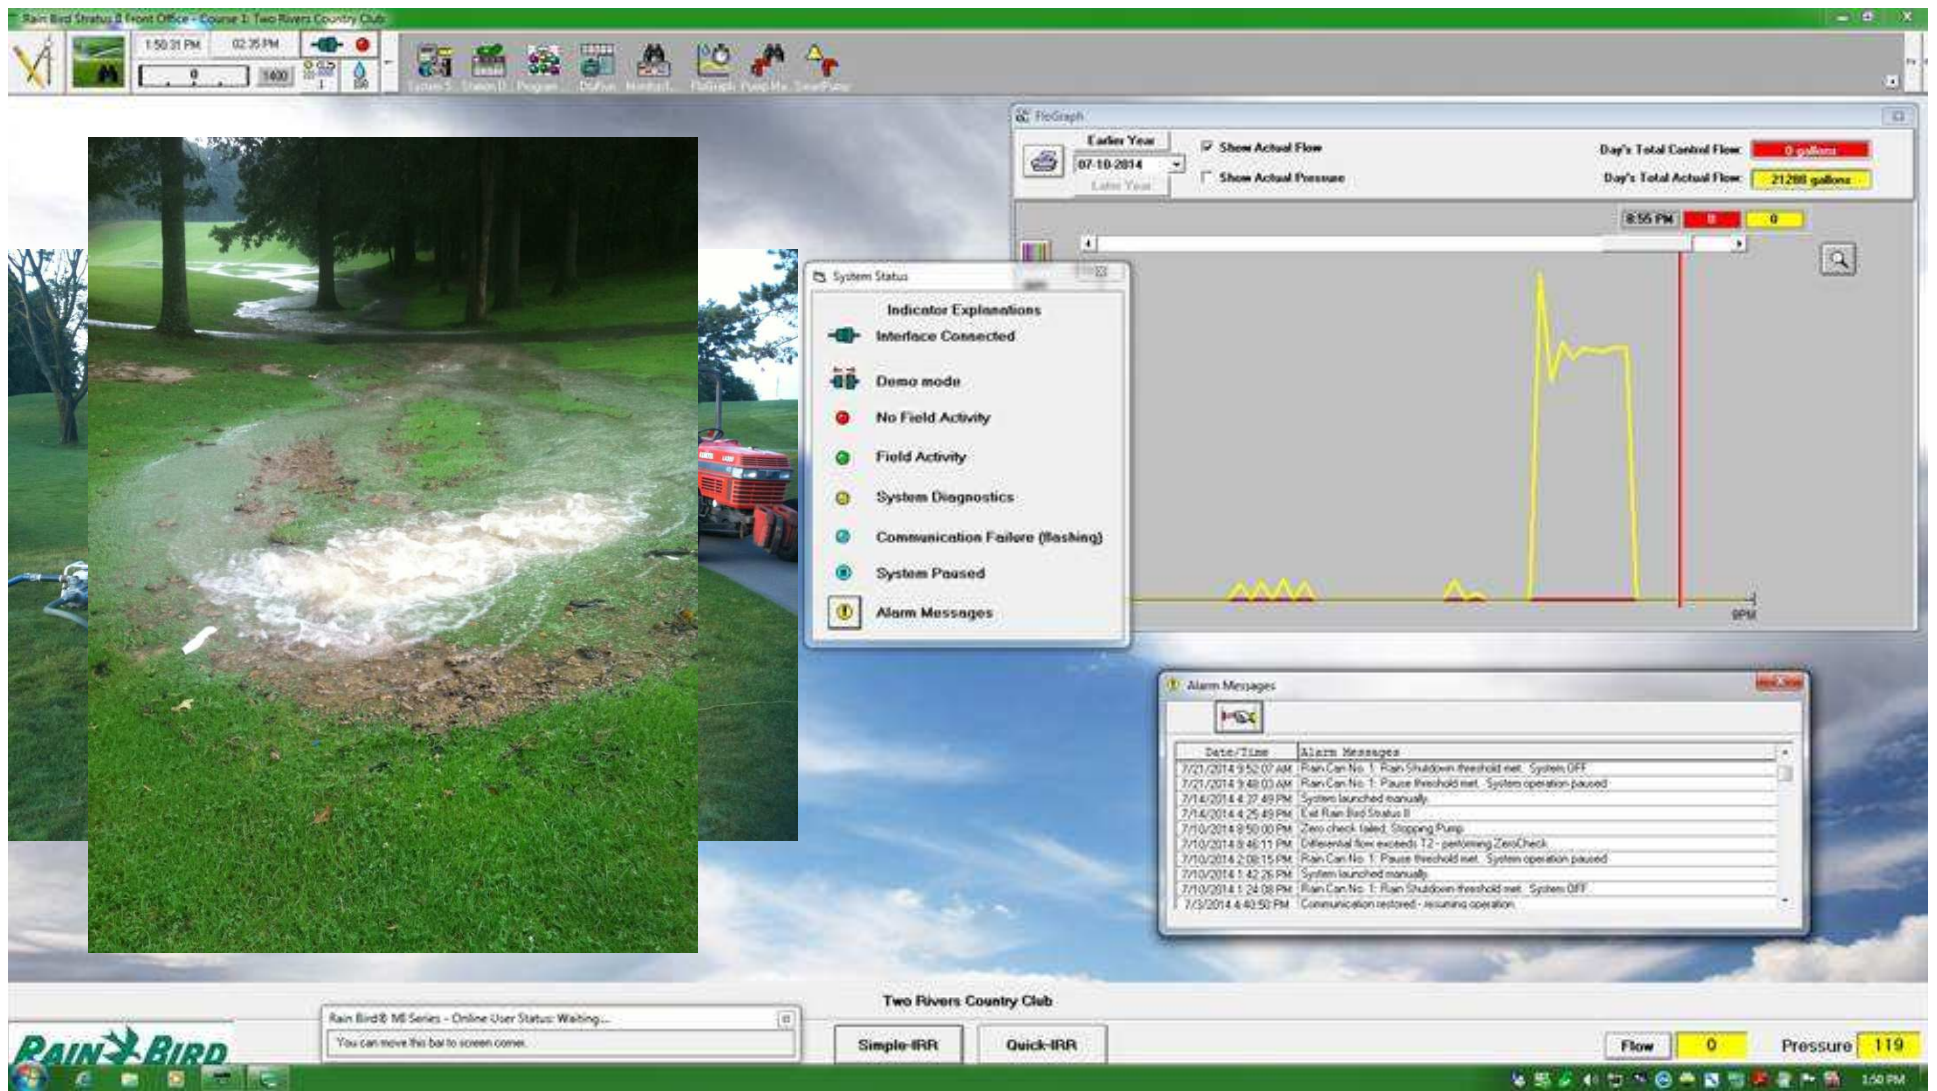 Rain Bird Stratus II Front Office - Course 1: Two Rivers Country Club
1:50:31 PM
02:35 PM
0
1400
1
FloGraph
Earlier Year
07-10-2014
Later Year
Show Actual Flow
Show Actual Pressure
Day's Total Control Flow:
0 gallons
Day's Total Actual Flow:
21288 gallons
8:55 PM
0
0
9PM
System Status
Indicator Explanations
Interface Connected
Demo mode
No Field Activity
Field Activity
System Diagnostics
Communication Failure (flashing)
System Paused
Alarm Messages
Alarm Messages
Date/Time Alarm Messages
7/21/2014 9:52:07 AM Rain Can No. 1: Rain Shutdown threshold met. System OFF
7/21/2014 9:48:03 AM Rain Can No. 1: Pause threshold met. System operation paused
7/14/2014 4:37:49 PM System launched manually.
7/14/2014 4:25:49 PM Exit Rain Bird Stratus II
7/10/2014 8:50:00 PM Zero check failed; Stopping Pump
7/10/2014 8:46:11 PM Differential flow exceeds T2 - performing ZeroCheck
7/10/2014 2:08:15 PM Rain Can No. 1: Pause threshold met. System operation paused
7/10/2014 1:42:26 PM System launched manually.
7/10/2014 1:24:08 PM Rain Can No. 1: Rain Shutdown threshold met. System OFF
7/3/2014 4:40:50 PM Communication restored - resuming operation
Two Rivers Country Club
RAIN BIRD
Rain Bird® MI Series - Online User Status: Waiting...
You can move this bar to screen corner.
Simple-IRR
Quick-IRR
Flow
0
Pressure
119
1:50 PM